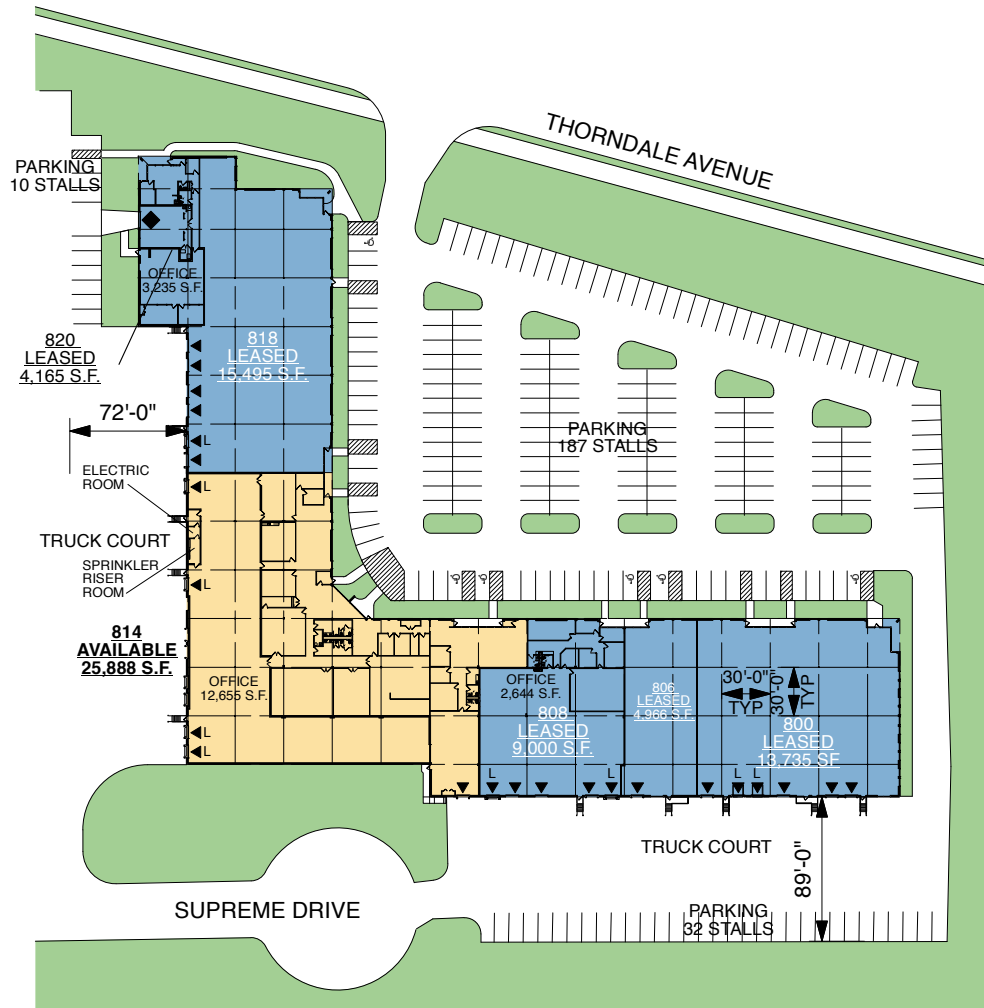 THORNDALE AVENUE
PARKING
10 STALLS
OFFICE
3,235 S.F.
820
LEASED
4,165 S.F.
818
LEASED
15,495 S.F.
72'-0"
L
PARKING
187 STALLS
ELECTRIC
ROOM
L
TRUCK COURT
SPRINKLER
RISER
ROOM
L
814
AVAILABLE
25,888 S.F.
OFFICE
12,655 S.F.
OFFICE
2,644 S.F.
806
LEASED
4,966 S.F.
30'-0"
TYP
30'-0"
TYP
808
LEASED
9,000 S.F.
800
LEASED
13,735 SF
L
L
L
L
L
L
TRUCK COURT
89'-0"
SUPREME DRIVE
PARKING
32 STALLS